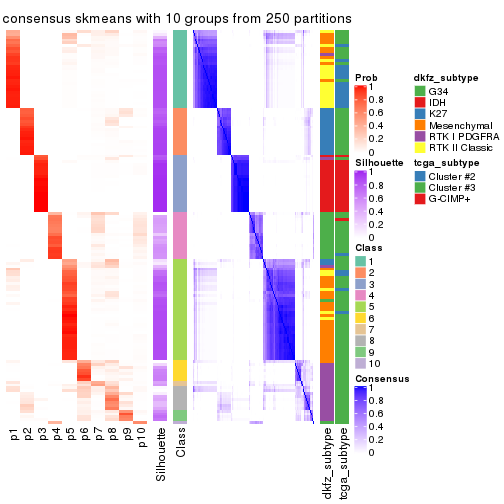 consensus skmeans with 10 groups from 250 partitions
Prob
1
0.8
0.6
0.4
0.2
0
Silhouette
1
0.8
0.6
0.4
0.2
0
Class
1
2
3
4
5
6
7
8
9
10
Consensus
1
0.8
0.6
0.4
0.2
0
dkfz_subtype
G34
IDH
K27
Mesenchymal
RTK I PDGFRA
RTK II Classic
tcga_subtype
Cluster #2
Cluster #3
G-CIMP+
p1
p2
p3
p4
p5
p6
p7
p8
p9
p10
Silhouette
Class
dkfz_subtype
tcga_subtype